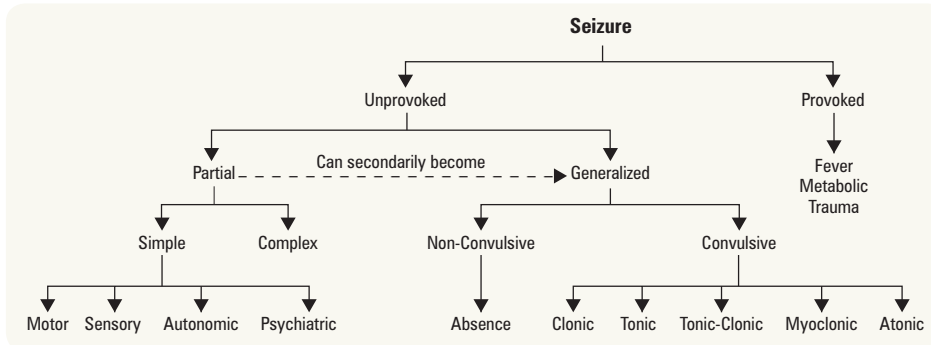 Seizure
Unprovoked
Provoked
Can secondarily become
Partial
Generalized
Fever
Metabolic
Trauma
Simple
Complex
Non-Convulsive
Convulsive
Motor
Sensory
Autonomic
Psychiatric
Absence
Clonic
Tonic
Tonic-Clonic
Myoclonic
Atonic